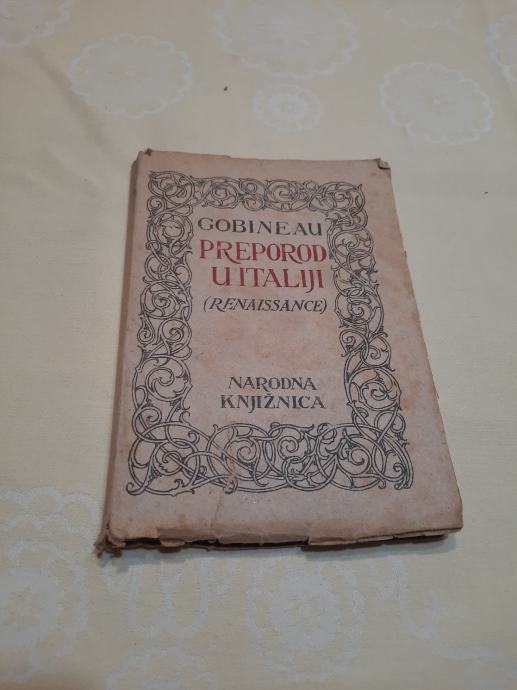 GOBINEAU
PREPOROD
U ITALIJI
(RENAISSANCE)
NARODNA
KNJIŽNICA